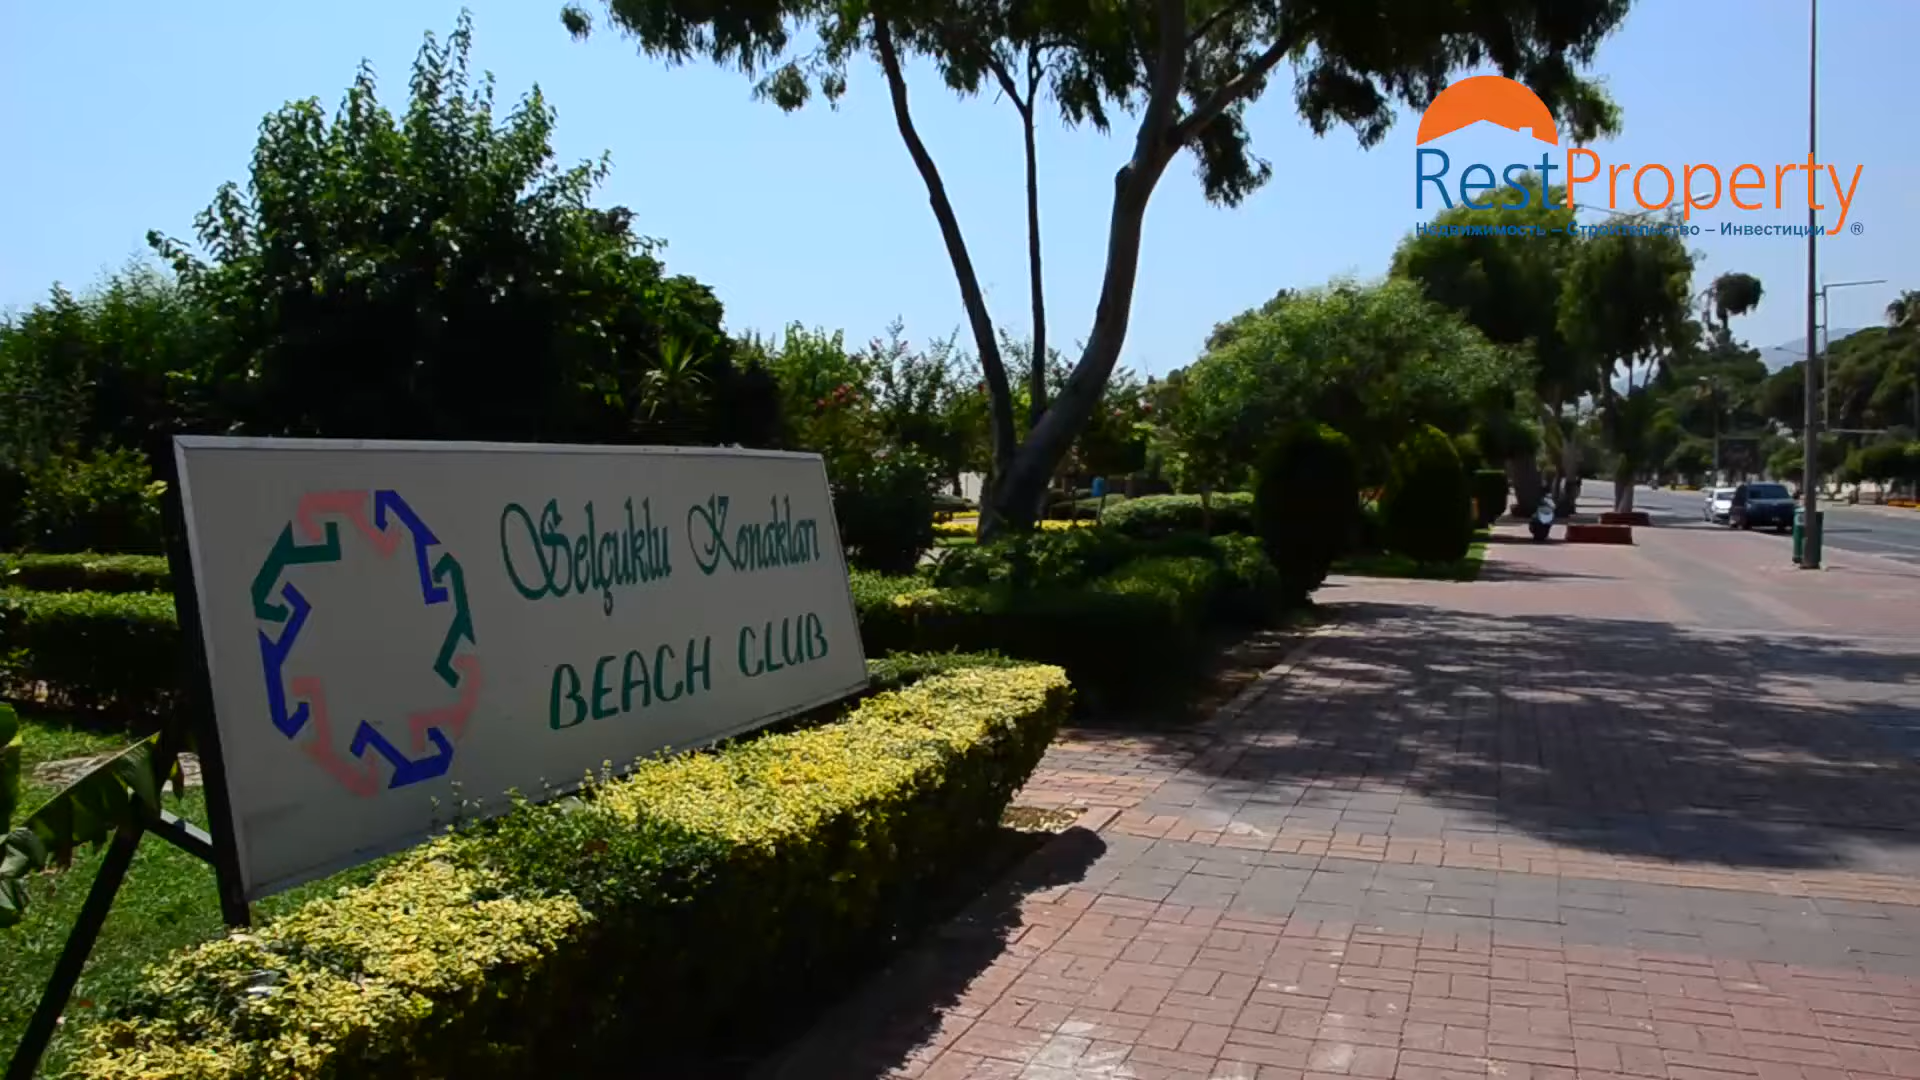 RestProperty
Недвижимость – Строительство – Инвестиции ®
Selçuklu Konakları
BEACH CLUB